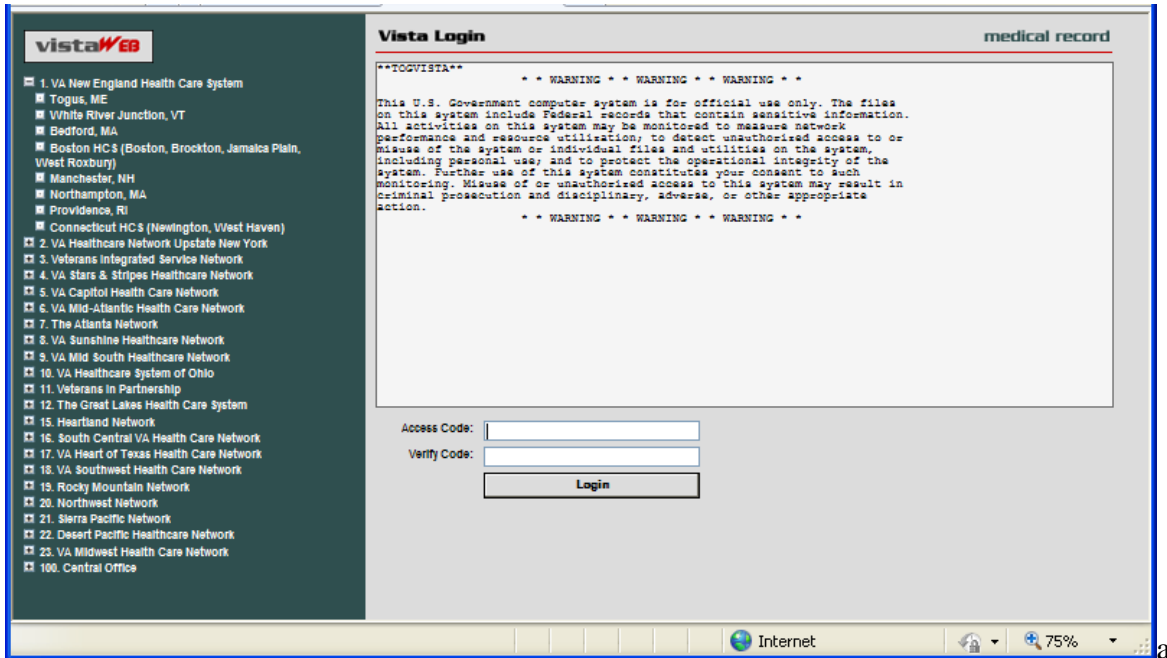 vistaWEB
1. VA New England Health Care System
Togus, ME
White River Junction, VT
Bedford, MA
Boston HCS (Boston, Brockton, Jamaica Plain,
West Roxbury)
Manchester, NH
Northampton, MA
Providence, RI
Connecticut HCS (Newington, West Haven)
2. VA Healthcare Network Upstate New York
3. Veterans Integrated Service Network
4. VA Stars & Stripes Healthcare Network
5. VA Capitol Health Care Network
6. VA Mid-Atlantic Health Care Network
7. The Atlanta Network
8. VA Sunshine Healthcare Network
9. VA Mid South Healthcare Network
10. VA Healthcare System of Ohio
11. Veterans In Partnership
12. The Great Lakes Health Care System
15. Heartland Network
16. South Central VA Health Care Network
17. VA Heart of Texas Health Care Network
18. VA Southwest Health Care Network
19. Rocky Mountain Network
20. Northwest Network
21. Sierra Pacific Network
22. Desert Pacific Healthcare Network
23. VA Midwest Health Care Network
100. Central Office
Vista Login
medical record
**TOGVISTA**
* * WARNING * * WARNING * * WARNING * *
This U.S. Government computer system is for official use only. The files
on this system include Federal records that contain sensitive information.
All activities on this system may be monitored to measure network
performance and resource utilization; to detect unauthorized access to or
misuse of the system or individual files and utilities on the system,
including personal use; and to protect the operational integrity of the
system. Further use of this system constitutes your consent to such
monitoring. Misuse of or unauthorized access to this system may result in
criminal prosecution and disciplinary, adverse, or other appropriate
action.
* * WARNING * * WARNING * * WARNING * *
Access Code:
Verify Code:
Login
Internet
75%
a